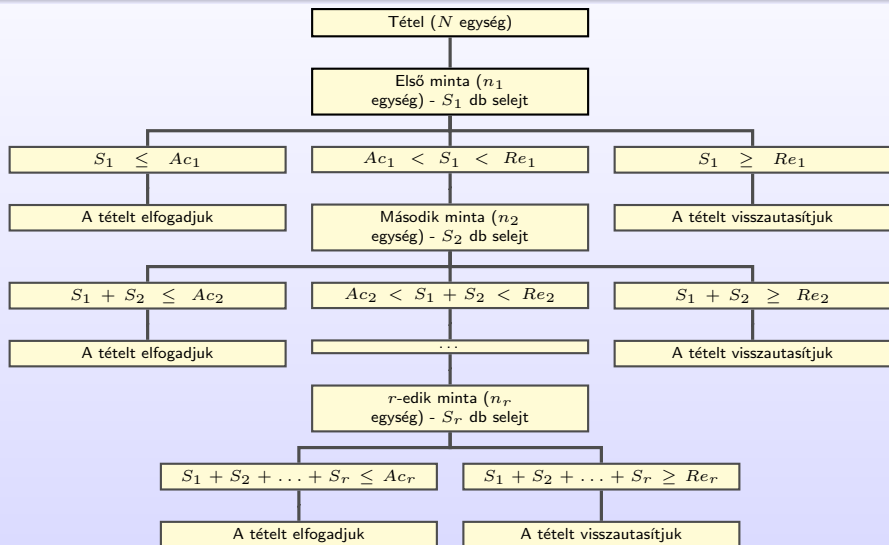 Tétel (N egység)
Első minta (n₁
egység) - S₁ db selejt
S₁ ≤ Ac₁
Ac₁ < S₁ < Re₁
S₁ ≥ Re₁
A tételt elfogadjuk
Második minta (n₂
egység) - S₂ db selejt
A tételt visszautasítjuk
S₁ + S₂ ≤ Ac₂
Ac₂ < S₁ + S₂ < Re₂
S₁ + S₂ ≥ Re₂
A tételt elfogadjuk
...
A tételt visszautasítjuk
r-edik minta (nᵣ
egység) - Sᵣ db selejt
S₁ + S₂ + ... + Sᵣ ≤ Acᵣ
S₁ + S₂ + ... + Sᵣ ≥ Reᵣ
A tételt elfogadjuk
A tételt visszautasítjuk